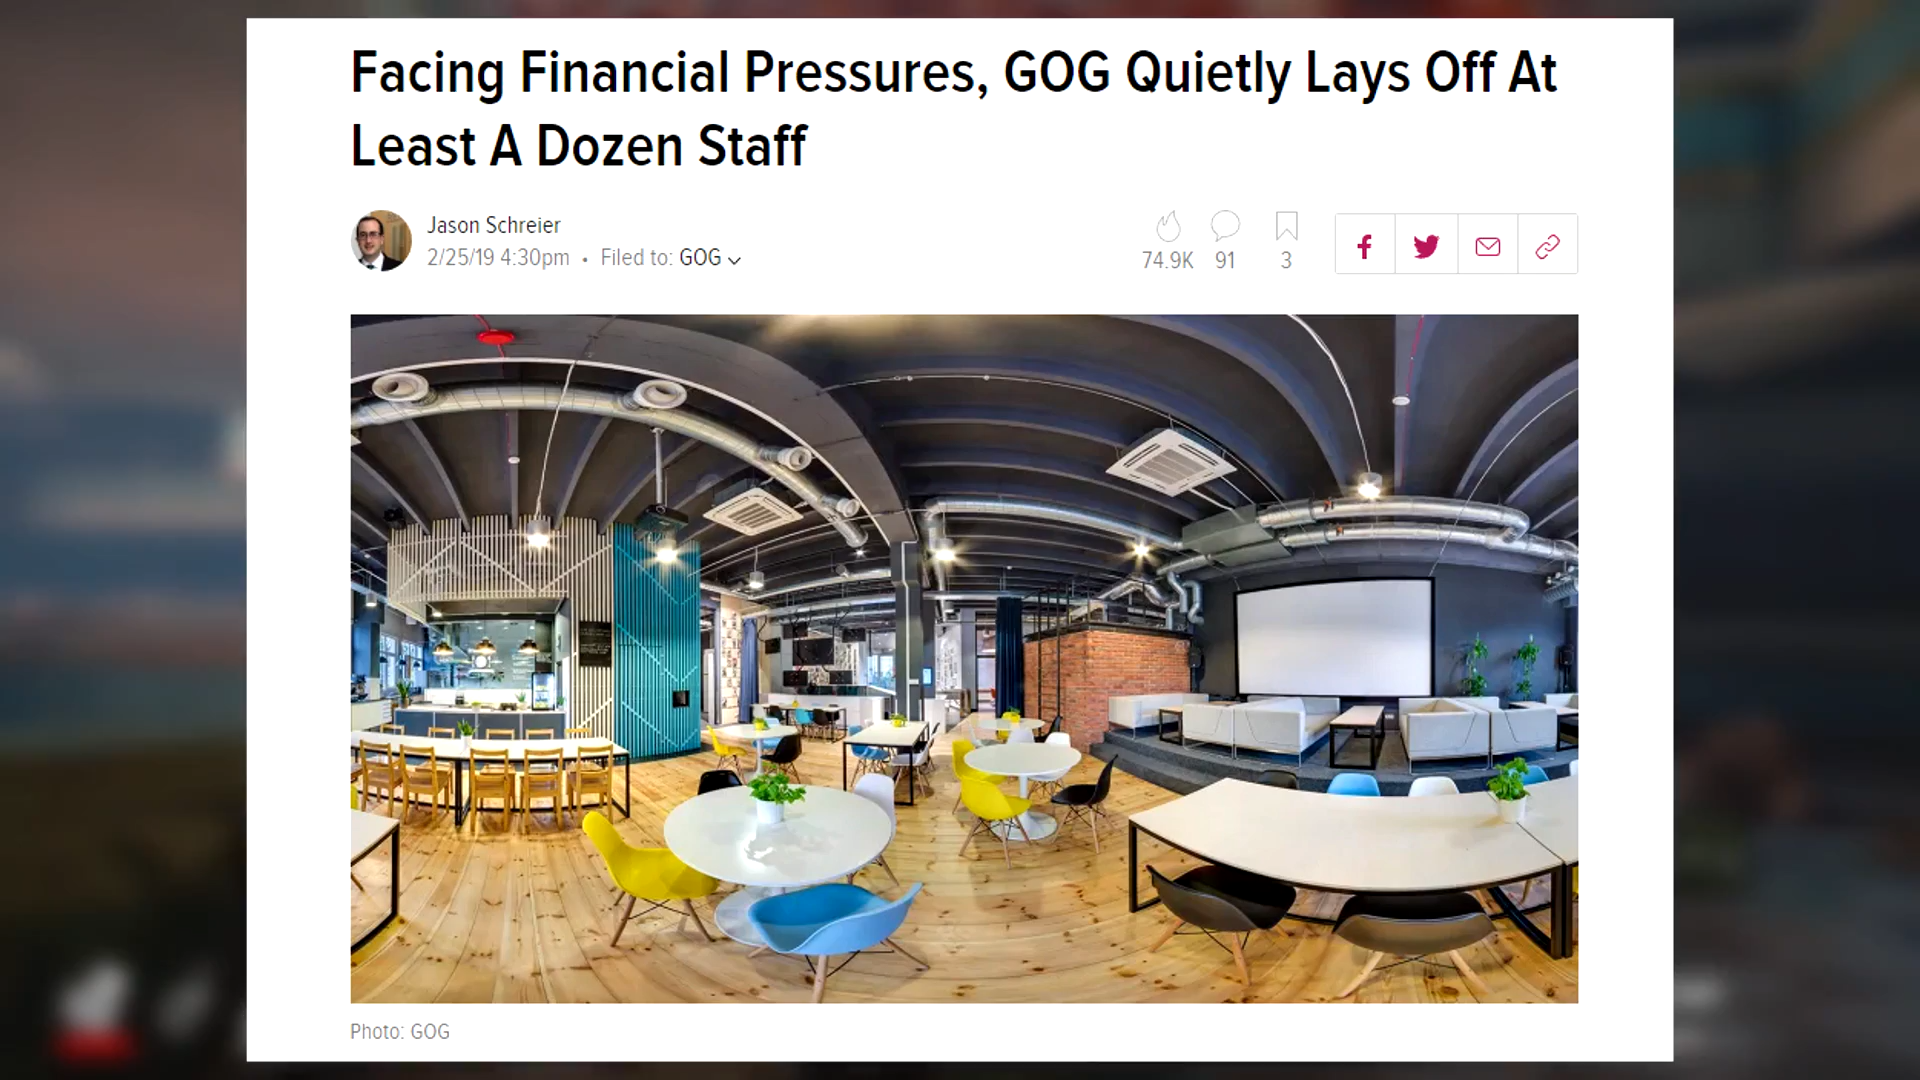 Facing Financial Pressures, GOG Quietly Lays Off At
Least A Dozen Staff
Jason Schreier
2/25/19 4:30pm • Filed to: GOG
74.9K 91 3
Photo: GOG